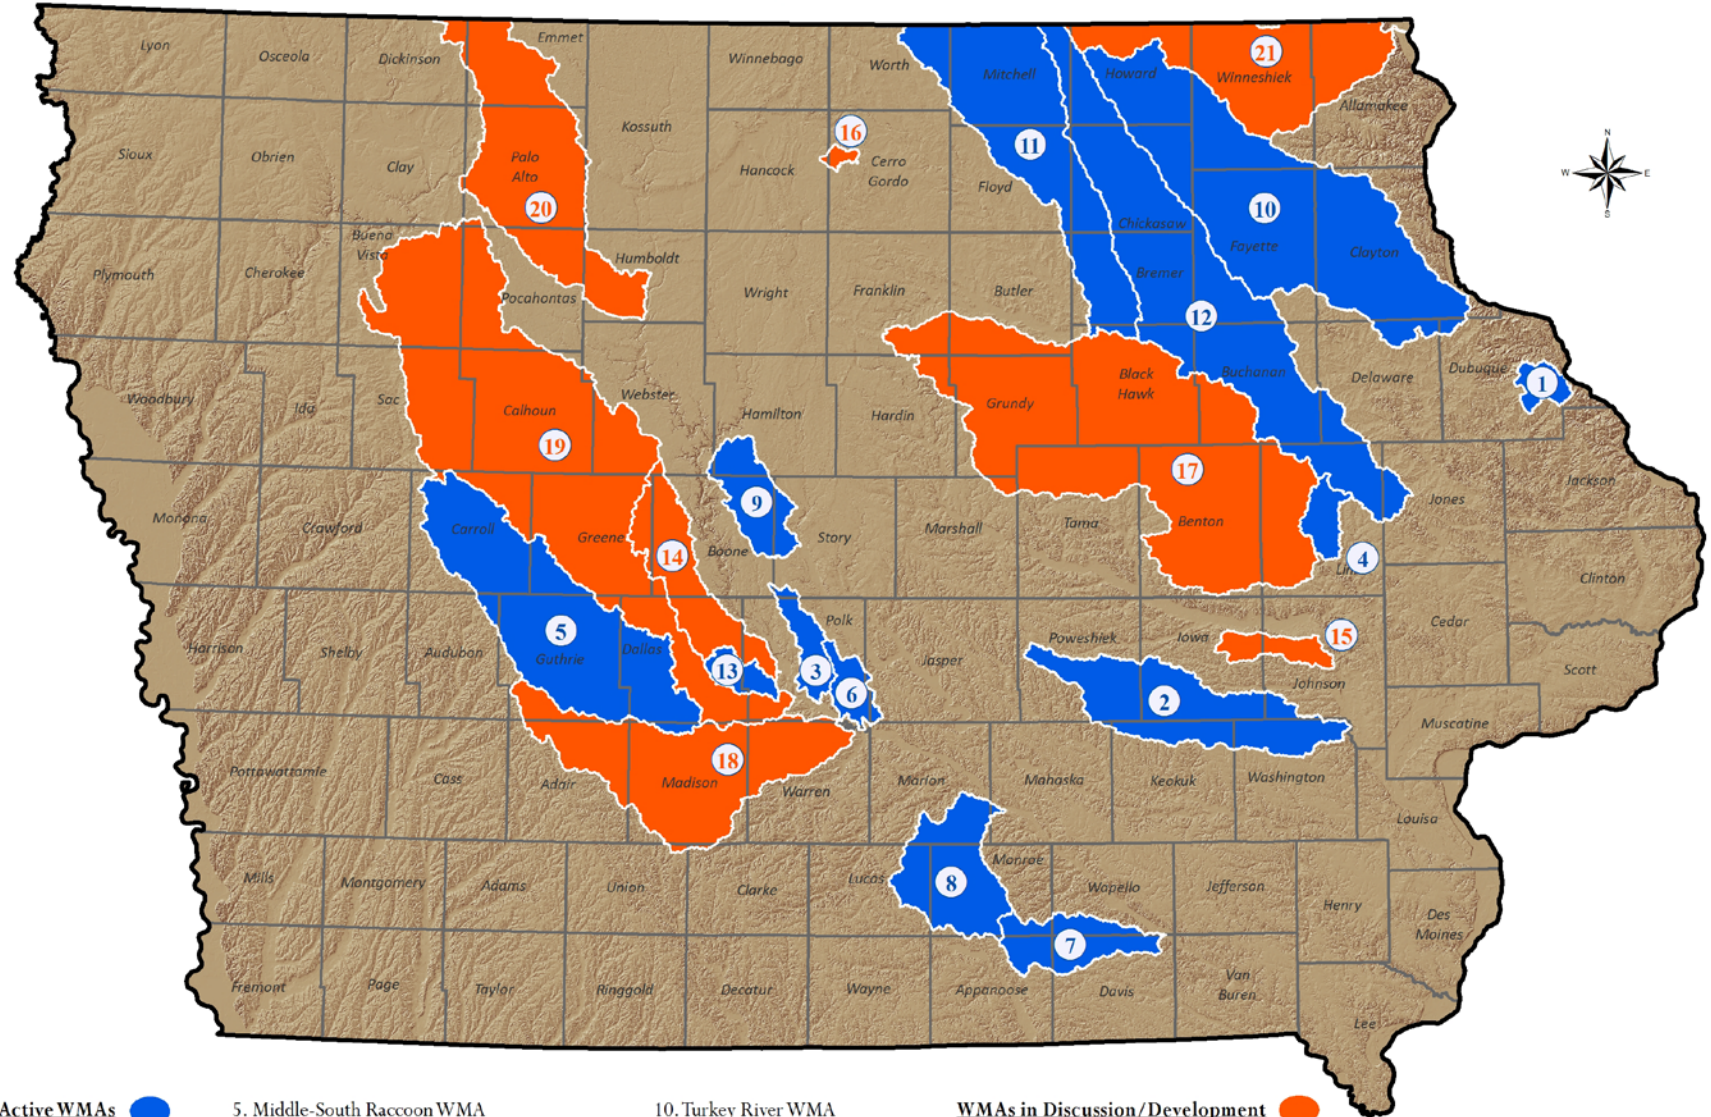 Lyon
Osceola
Dickinson
Emmet
Winnebago
Worth
Mitchell
Howard
21
Winneshiek
Allamakee
Sioux
Obrien
Clay
Palo
Alto
20
Kossuth
Hancock
16
Cerro
Gordo
11
Floyd
Chickasaw
10
Fayette
Clayton
N
W
E
S
Plymouth
Cherokee
Buena
Vista
Pocahontas
Humboldt
Wright
Franklin
Butler
Bremer
12
Woodbury
Ida
Sac
Calhoun
19
Webster
Hamilton
Hardin
Grundy
Black
Hawk
Buchanan
Delaware
Dubuque
1
Monona
Crawford
Carroll
Greene
14
Boone
9
Story
Marshall
Tama
17
Benton
Linn
4
Jones
Jackson
Clinton
Harrison
Shelby
Audubon
5
Guthrie
Dallas
13
Polk
3
6
Jasper
Poweshiek
Iowa
15
Johnson
2
Cedar
Scott
Muscatine
Pottawattamie
Cass
Adair
Madison
18
Warren
Marion
Mahaska
Keokuk
Washington
Louisa
Mills
Montgomery
Adams
Union
Clarke
Lucas
8
Monroe
Wapello
Jefferson
Henry
Des
Moines
7
Fremont
Page
Taylor
Ringgold
Decatur
Wayne
Appanoose
Davis
Van
Buren
Lee
Active WMAs
5. Middle-South Raccoon WMA
10. Turkey River WMA
WMAs in Discussion/Development